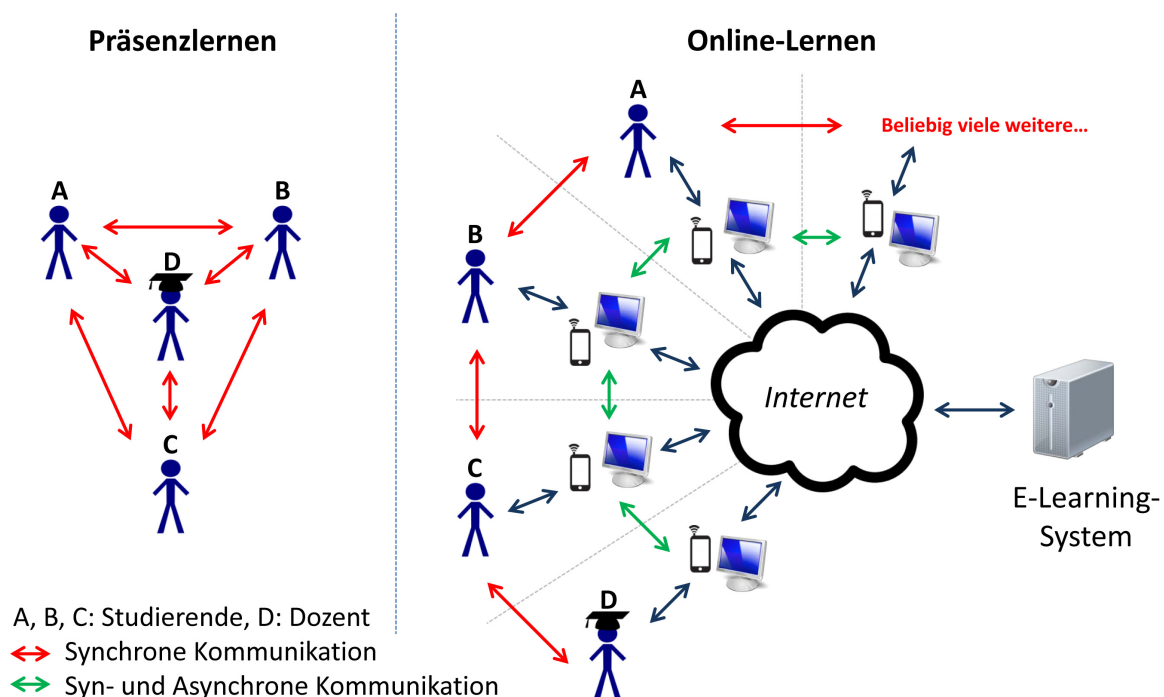 Präsenzlernen
A
B
D
C
Online-Lernen
A
Beliebig viele weitere...
B
C
D
Internet
E-Learning-
System
A, B, C: Studierende, D: Dozent
Synchrone Kommunikation
Syn- und Asynchrone Kommunikation